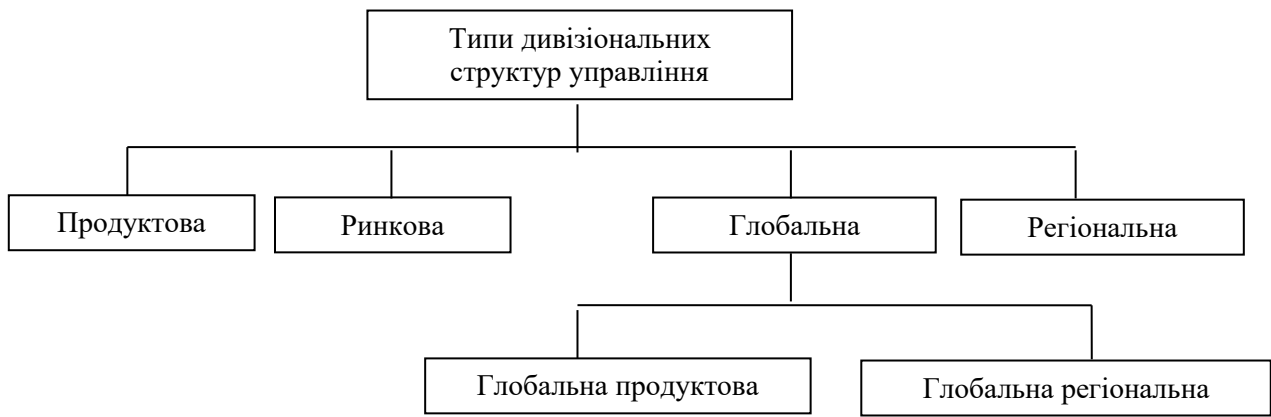 Типи дивізіональних
структур управління
Продуктова
Ринкова
Глобальна
Регіональна
Глобальна продуктова
Глобальна регіональна